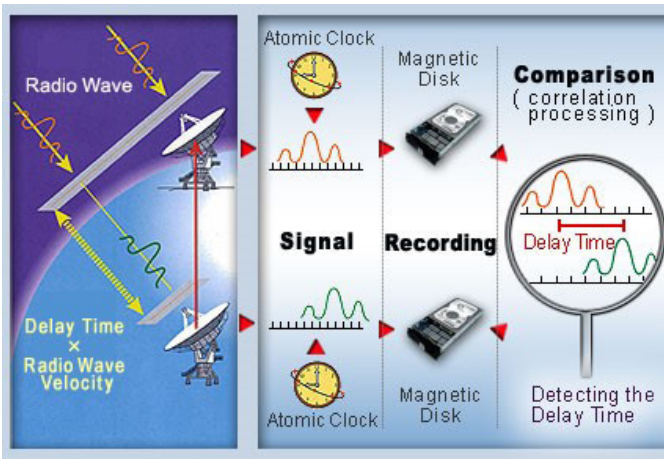 Radio Wave
Delay Time
×
Radio Wave
Velocity
Atomic Clock
Signal
Atomic Clock
Magnetic
Disk
Recording
Magnetic
Disk
Comparison
( correlation
processing )
Delay Time
Detecting the
Delay Time